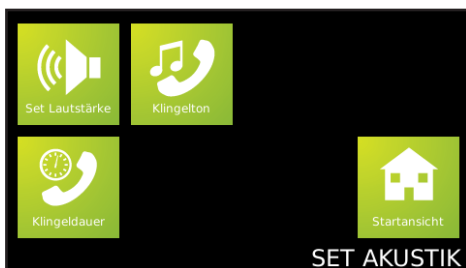 Set Lautstärke
Klingelton
Klingeldauer
Startansicht
SET AKUSTIK